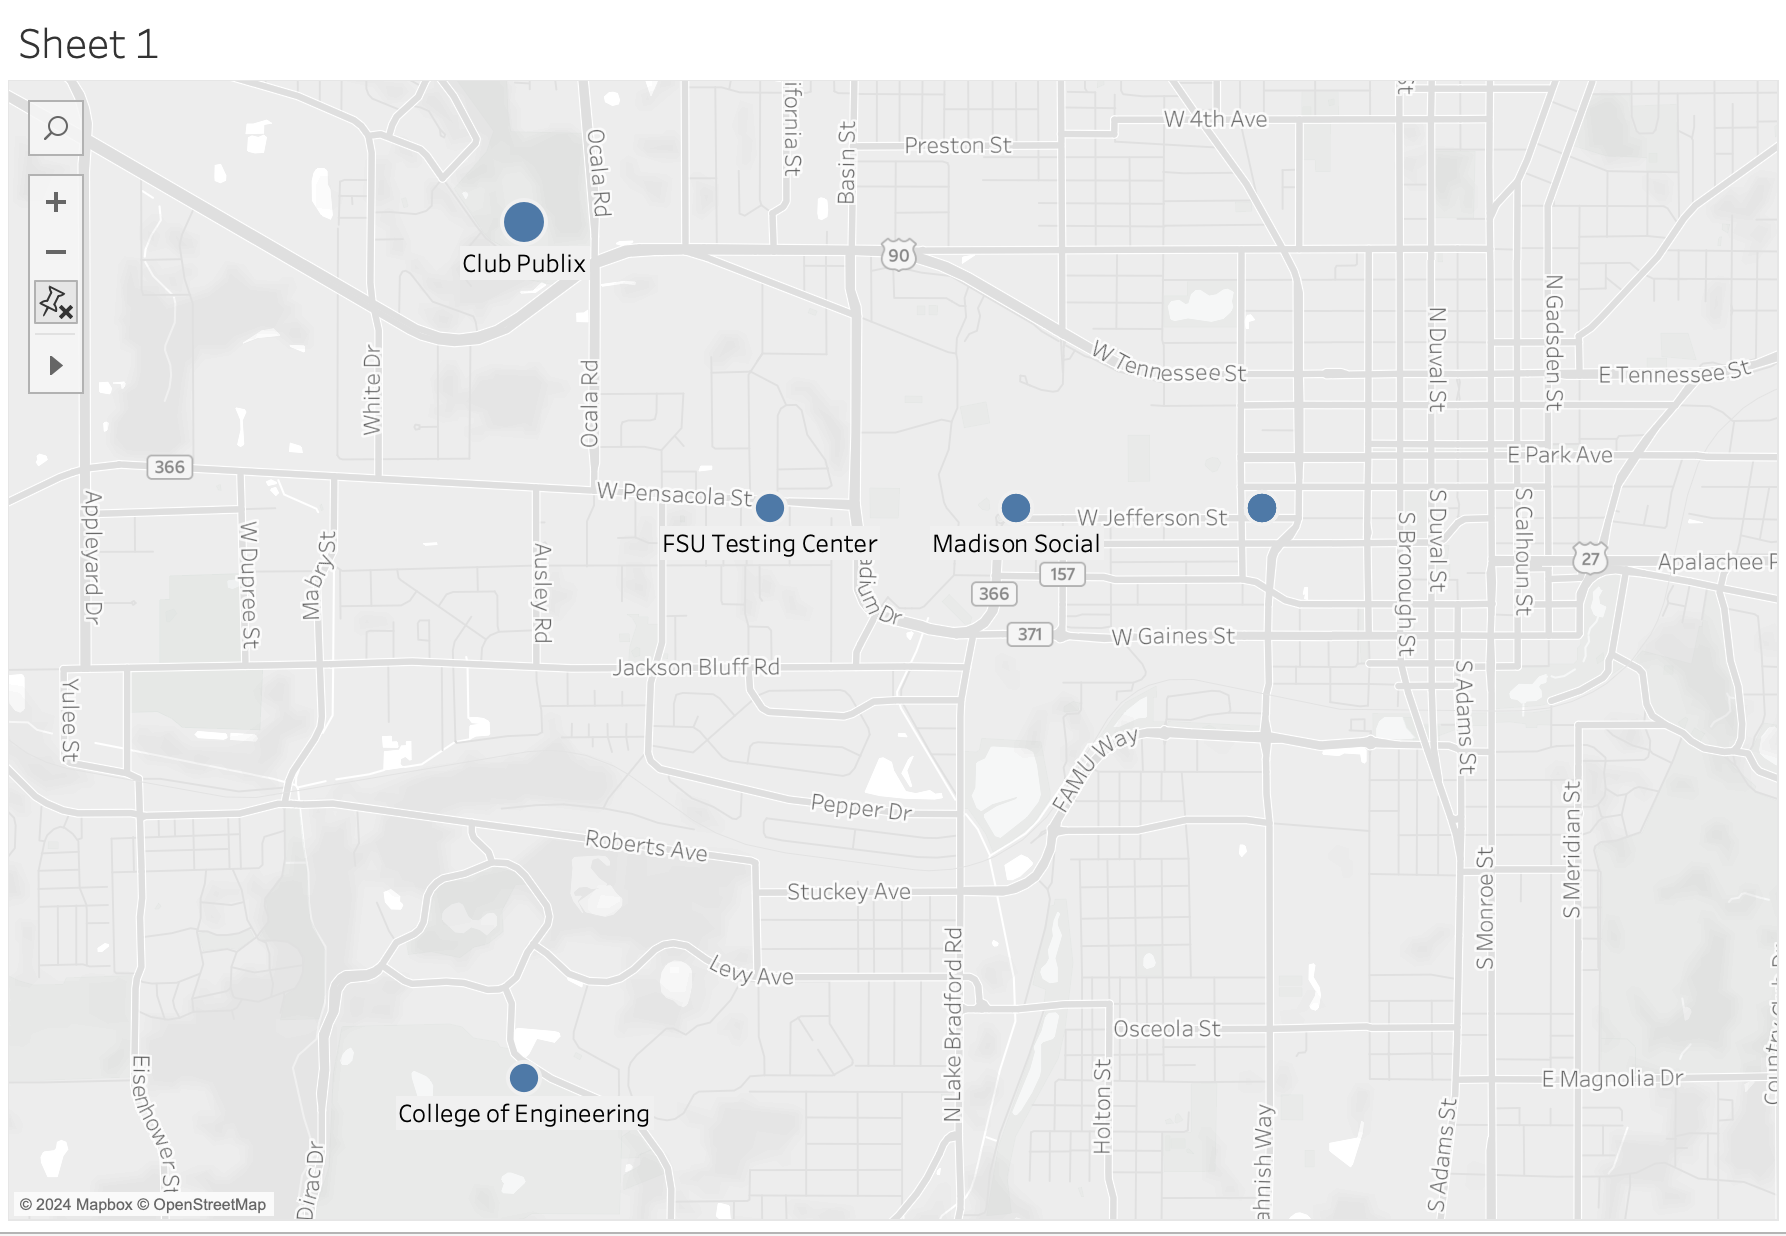 Sheet 1
ifornia St
Basin St
Ocala Rd
Preston St
W 4th Ave
90
Club Publix
N Gadsden St
N Duval St
W Tennessee St
E Tennessee St
White Dr
Ocala Rd
366
W Pensacola St
E Park Ave
Appleyard Dr
W Dupree St
Mabry St
Ausley Rd
FSU Testing Center
Madison Social
W Jefferson St
S Bronough St
S Duval St
S Calhoun St
27
Apalachee
157
366
adium Dr
371
W Gaines St
Jackson Bluff Rd
Yulee St
S Adams St
FAMU Way
Pepper Dr
Roberts Ave
Stuckey Ave
S Meridian St
S Monroe St
Levy Ave
N Lake Bradford Rd
Osceola St
Holton St
E Magnolia Dr
College of Engineering
Eisenhower St
Dirac Dr
ahnish Way
S Adams St
© 2024 Mapbox © OpenStreetMap